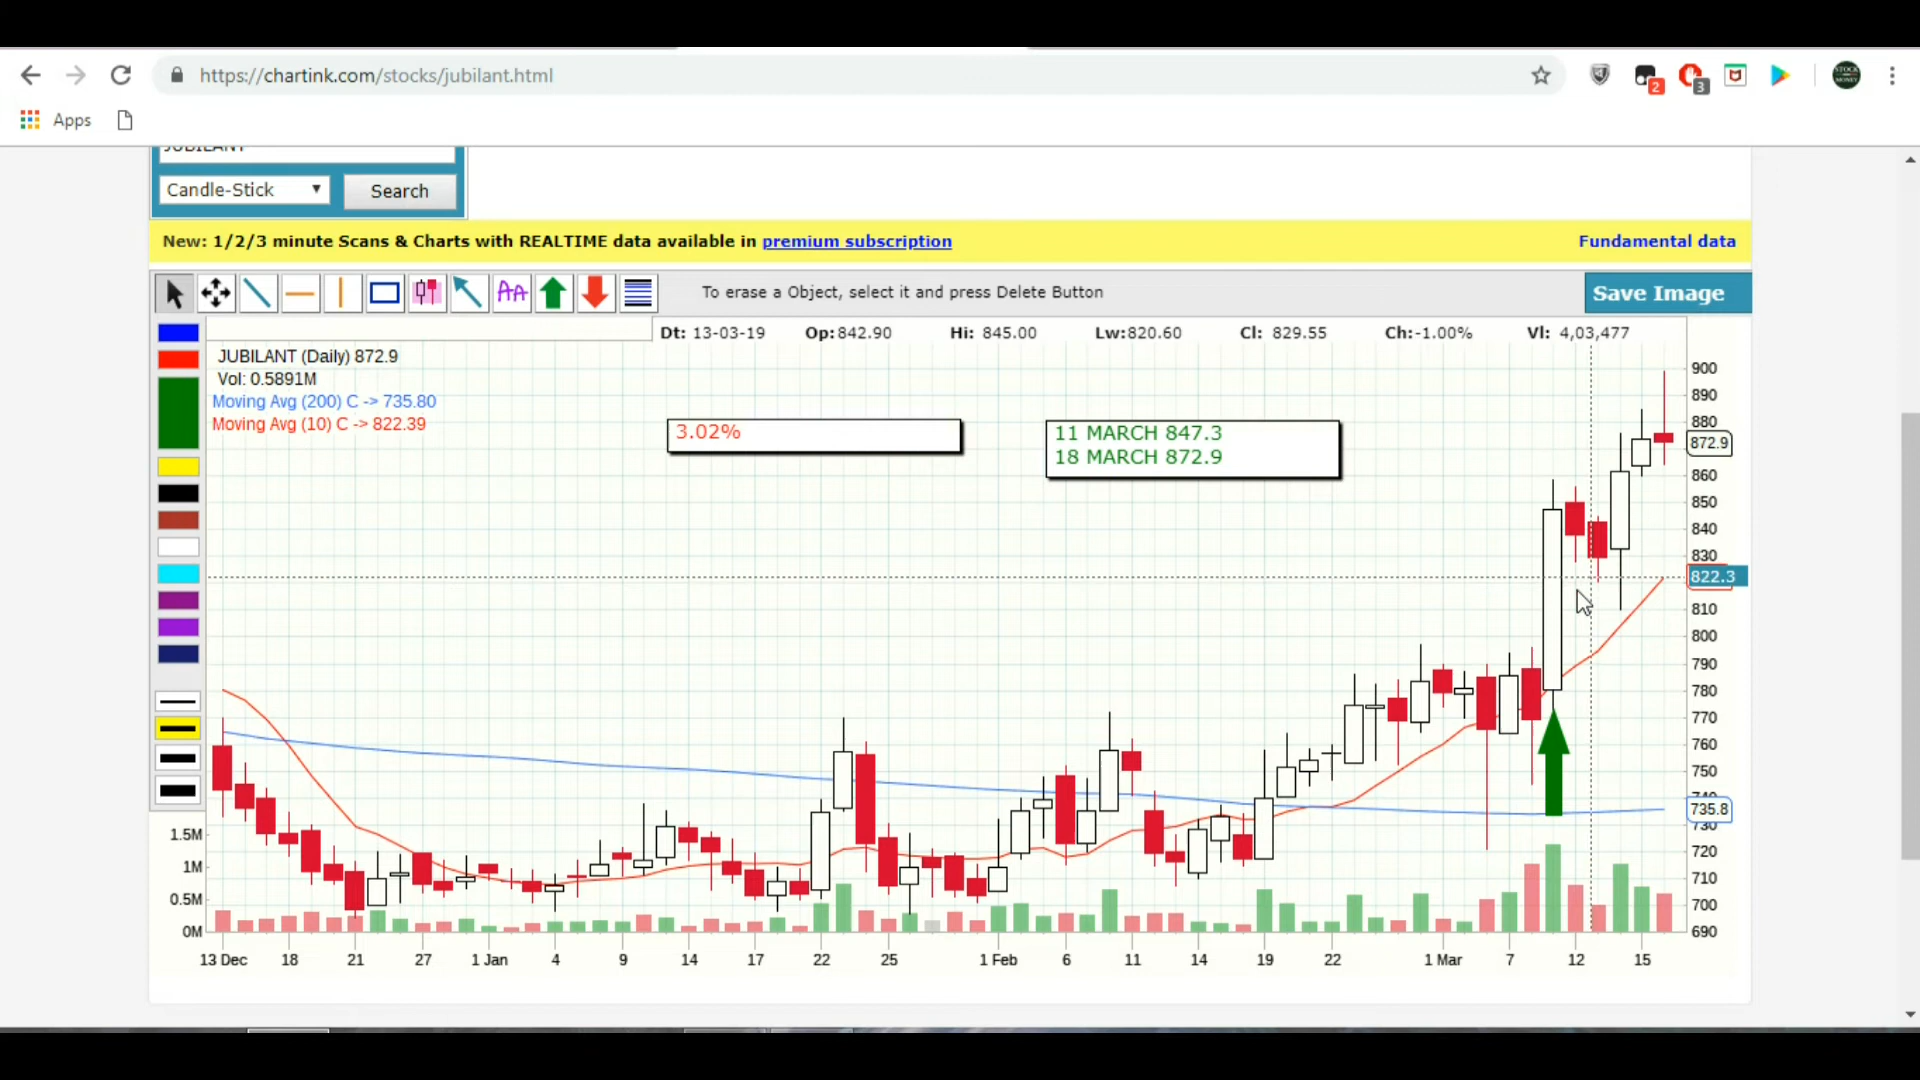 https://chartink.com/stocks/jubilant.html
STOCK
MONEY
2
3
Apps
JUBILANT
Candle-Stick
Search
New: 1/2/3 minute Scans & Charts with REALTIME data available in premium subscription
Fundamental data
AA
To erase a Object, select it and press Delete Button
Save Image
Dt: 13-03-19 Op:842.90 Hi: 845.00 Lw:820.60 Cl: 829.55 Ch:-1.00% Vl: 4,03,477
JUBILANT (Daily) 872.9
Vol: 0.5891M
Moving Avg (200) C -> 735.80
Moving Avg (10) C -> 822.39
3.02%
11 MARCH 847.3
18 MARCH 872.9
900
890
880
872.9
860
850
840
830
822.3
810
800
790
780
770
760
750
740
735.8
730
720
710
700
690
1.5M
1M
0.5M
0M
13 Dec 18 21 27 1 Jan 4 9 14 17 22 25 1 Feb 6 11 14 19 22 1 Mar 7 12 15